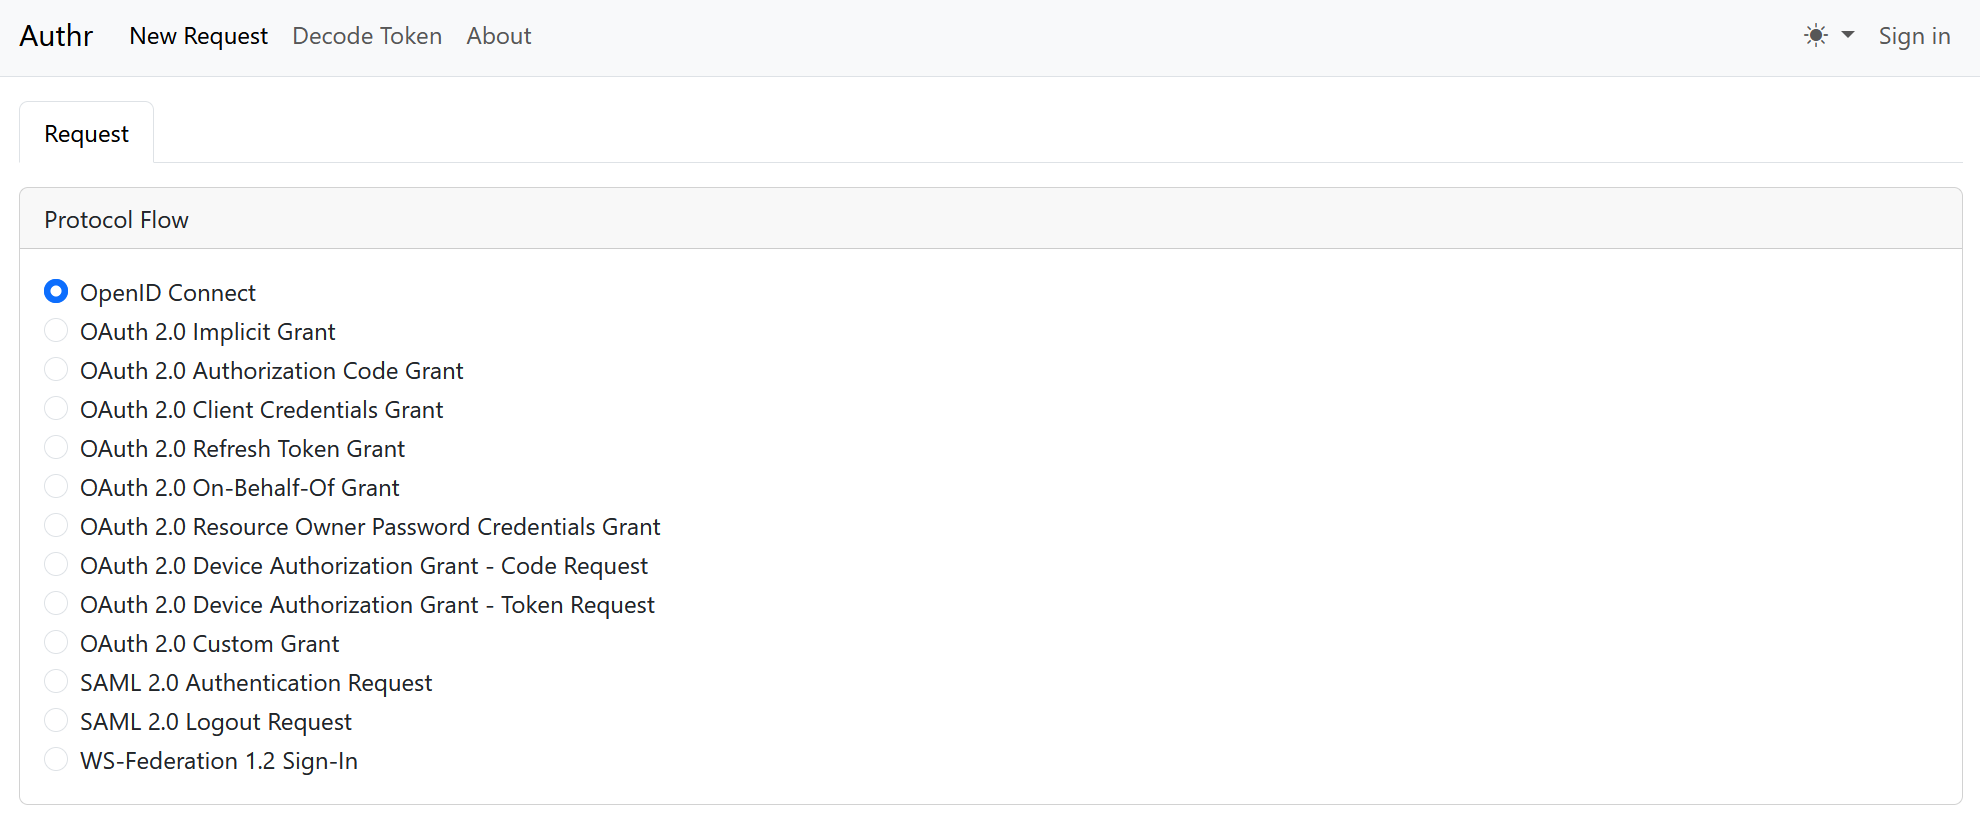 Authr New Request Decode Token About Sign in
Request
Protocol Flow
OpenID Connect
OAuth 2.0 Implicit Grant
OAuth 2.0 Authorization Code Grant
OAuth 2.0 Client Credentials Grant
OAuth 2.0 Refresh Token Grant
OAuth 2.0 On-Behalf-Of Grant
OAuth 2.0 Resource Owner Password Credentials Grant
OAuth 2.0 Device Authorization Grant - Code Request
OAuth 2.0 Device Authorization Grant - Token Request
OAuth 2.0 Custom Grant
SAML 2.0 Authentication Request
SAML 2.0 Logout Request
WS-Federation 1.2 Sign-In